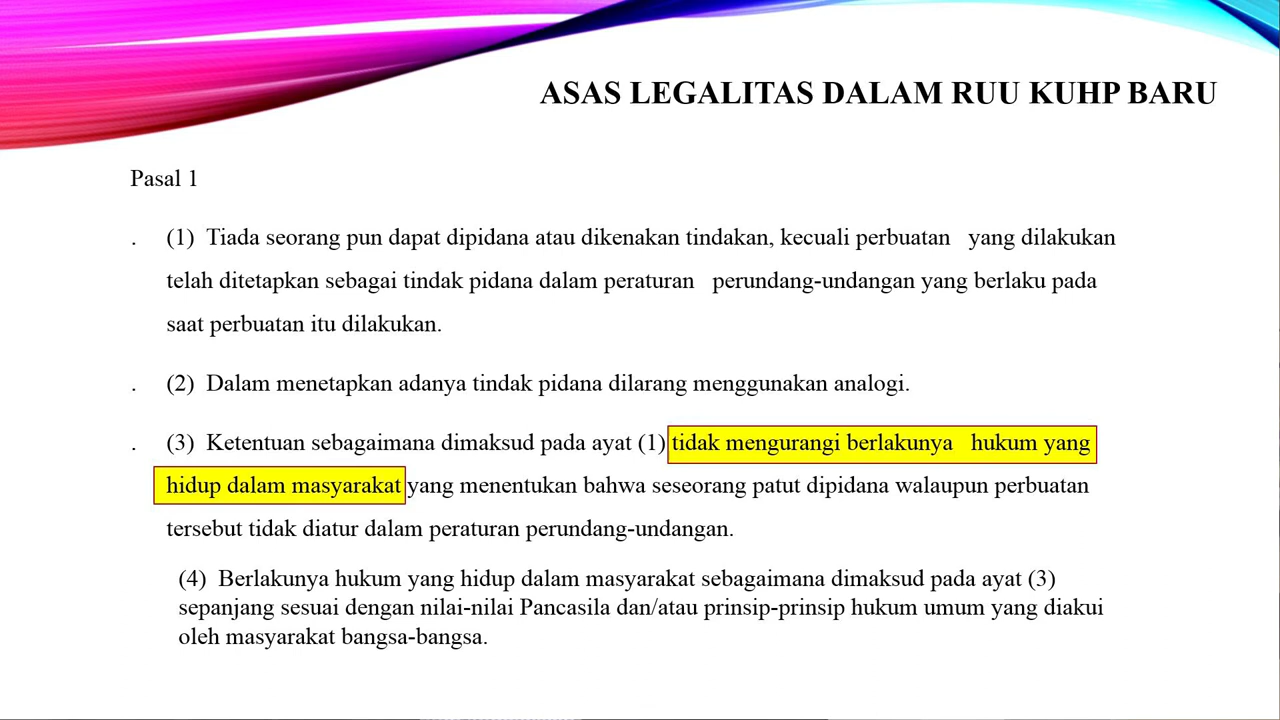 ASAS LEGALITAS DALAM RUU KUHP BARU
Pasal 1
. (1) Tiada seorang pun dapat dipidana atau dikenakan tindakan, kecuali perbuatan yang dilakukan
telah ditetapkan sebagai tindak pidana dalam peraturan perundang-undangan yang berlaku pada
saat perbuatan itu dilakukan.
. (2) Dalam menetapkan adanya tindak pidana dilarang menggunakan analogi.
. (3) Ketentuan sebagaimana dimaksud pada ayat (1) tidak mengurangi berlakunya hukum yang
hidup dalam masyarakat yang menentukan bahwa seseorang patut dipidana walaupun perbuatan
tersebut tidak diatur dalam peraturan perundang-undangan.
(4) Berlakunya hukum yang hidup dalam masyarakat sebagaimana dimaksud pada ayat (3)
sepanjang sesuai dengan nilai-nilai Pancasila dan/atau prinsip-prinsip hukum umum yang diakui
oleh masyarakat bangsa-bangsa.